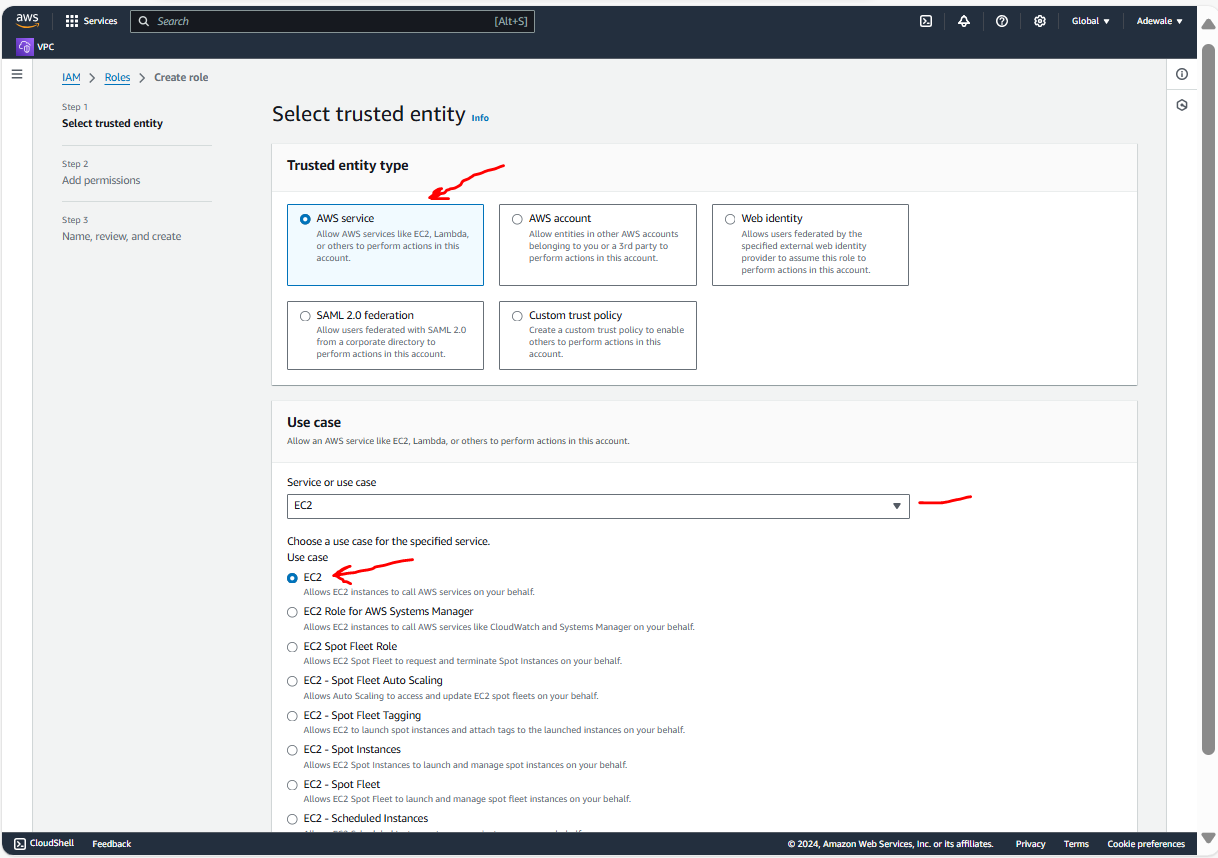 aws
Services
Search
[Alt+S]
Global ▼
Adewale ▼
VPC
IAM > Roles > Create role
Step 1
Select trusted entity
Step 2
Add permissions
Step 3
Name, review, and create
Select trusted entity Info
Trusted entity type
AWS service
Allow AWS services like EC2, Lambda,
or others to perform actions in this
account.
AWS account
Allow entities in other AWS accounts
belonging to you or a 3rd party to
perform actions in this account.
Web identity
Allows users federated by the
specified external web identity
provider to assume this role to
perform actions in this account.
SAML 2.0 federation
Allow users federated with SAML 2.0
from a corporate directory to
perform actions in this account.
Custom trust policy
Create a custom trust policy to enable
others to perform actions in this
account.
Use case
Allow an AWS service like EC2, Lambda, or others to perform actions in this account.
Service or use case
EC2
Choose a use case for the specified service.
Use case
EC2
Allows EC2 instances to call AWS services on your behalf.
EC2 Role for AWS Systems Manager
Allows EC2 instances to call AWS services like CloudWatch and Systems Manager on your behalf.
EC2 Spot Fleet Role
Allows EC2 Spot Fleet to request and terminate Spot Instances on your behalf.
EC2 - Spot Fleet Auto Scaling
Allows Auto Scaling to access and update EC2 spot fleets on your behalf.
EC2 - Spot Fleet Tagging
Allows EC2 to launch spot instances and attach tags to the launched instances on your behalf.
EC2 - Spot Instances
Allows EC2 Spot Instances to launch and manage spot instances on your behalf.
EC2 - Spot Fleet
Allows EC2 Spot Fleet to launch and manage spot fleet instances on your behalf.
EC2 - Scheduled Instances
CloudShell
Feedback
© 2024, Amazon Web Services, Inc. or its affiliates.
Privacy
Terms
Cookie preferences